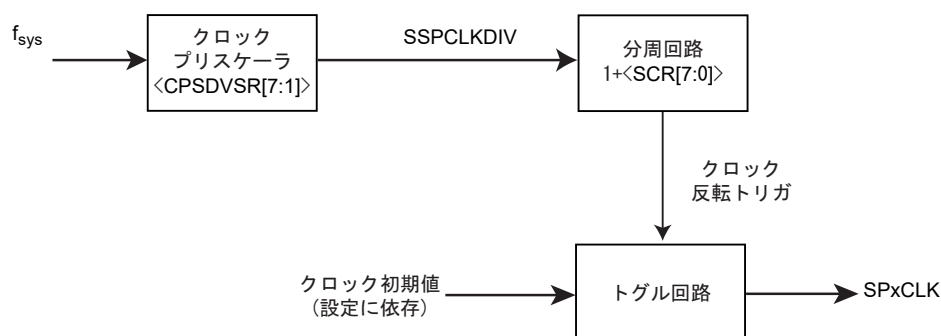 fsys
クロック
プリスケーラ
<CPSDVSR[7:1]>
SSPCLKDIV
分周回路
1+<SCR[7:0]>
クロック
反転トリガ
クロック初期値
(設定に依存)
トグル回路
SPxCLK